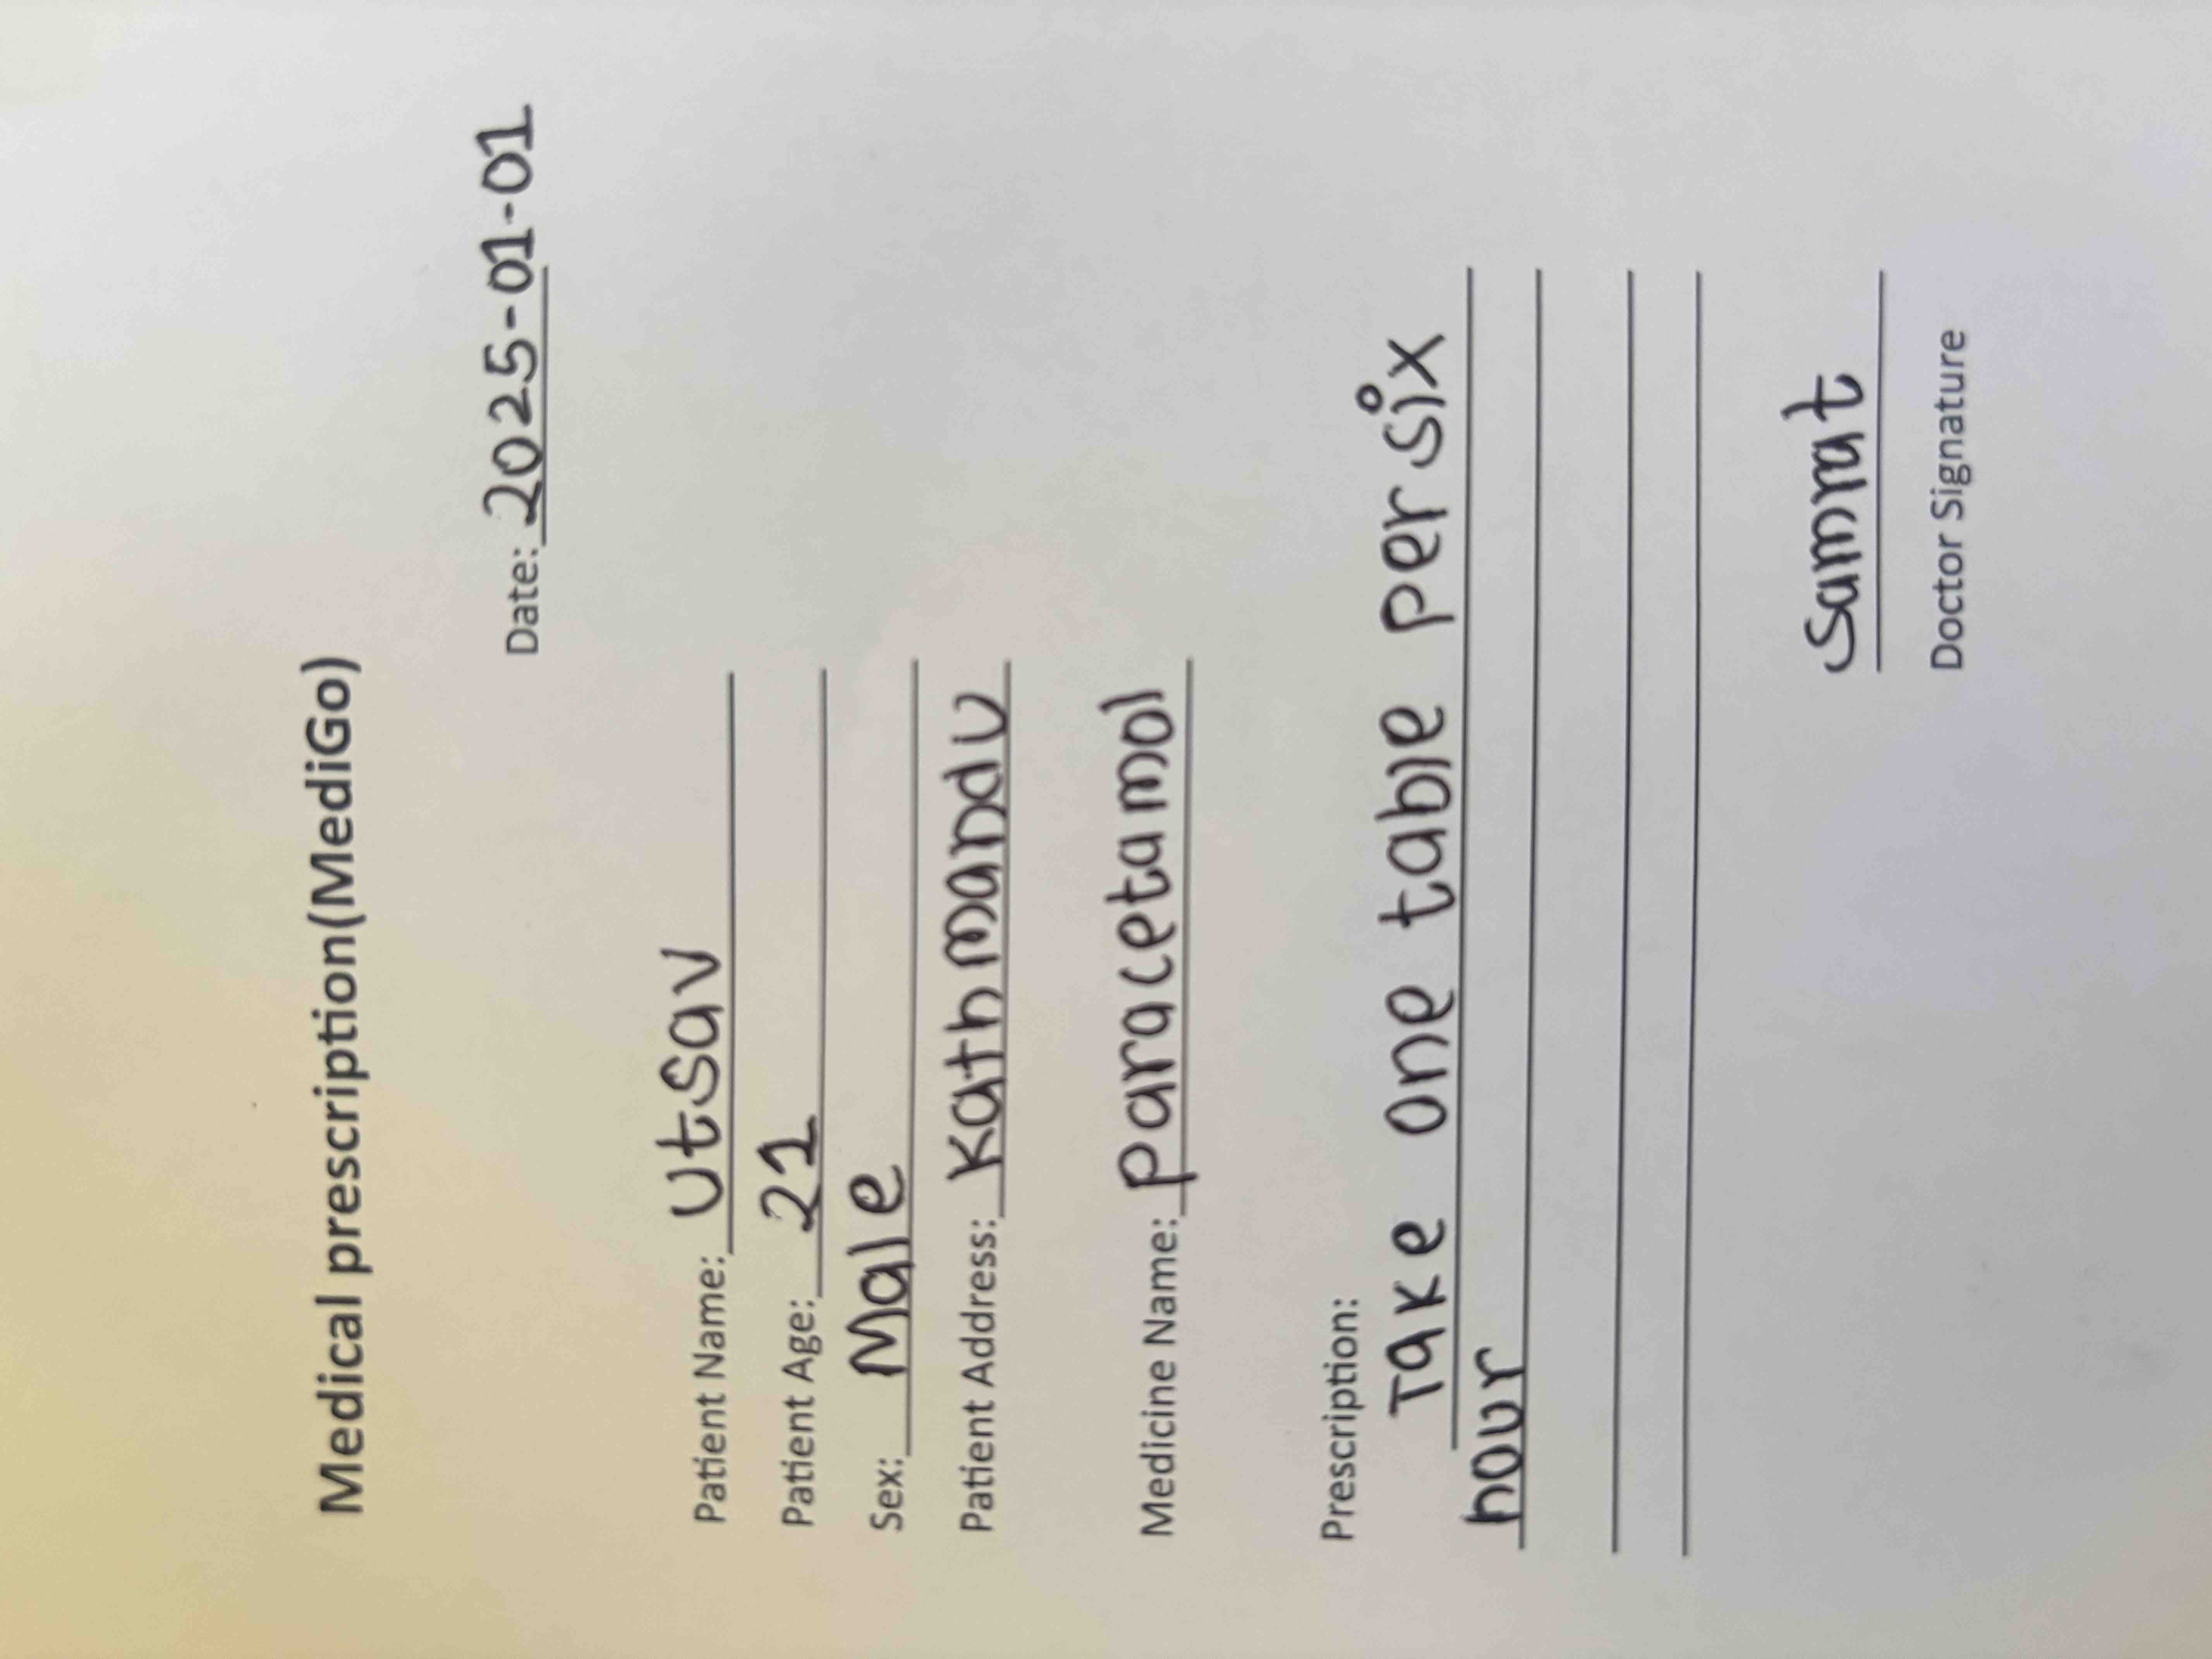 Medical prescription(MediGo)
Date: 2025-01-01
Patient Name: Utsav
Patient Age: 21
Sex: Male
Patient Address: Kathmandu
Medicine Name: paracetamol
Prescription:
Take one table per six
hour
samrat
Doctor Signature